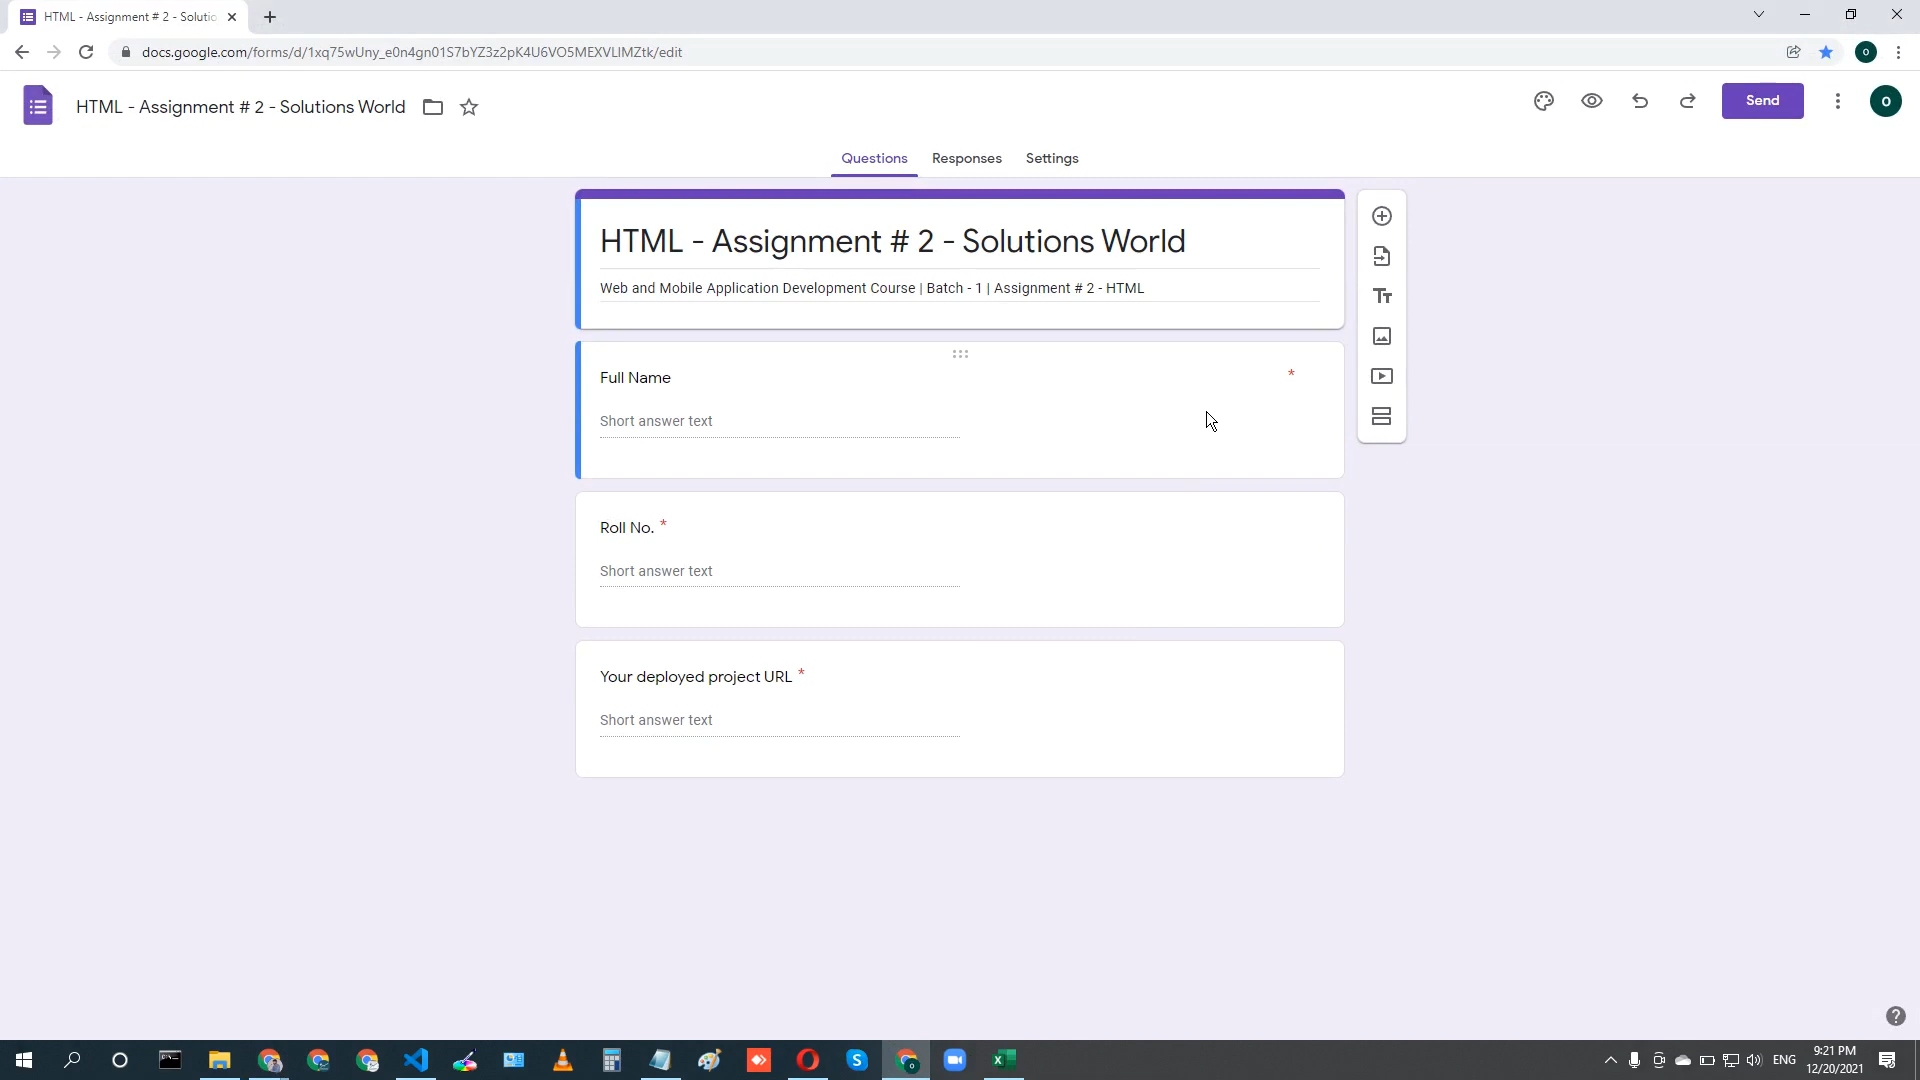 HTML - Assignment # 2 - Solutio
docs.google.com/forms/d/1xq75wUny_e0n4gn01S7bYZ3z2pK4U6VO5MEXVLIMZtk/edit
o
HTML - Assignment # 2 - Solutions World
Send
o
Questions
Responses
Settings
HTML - Assignment # 2 - Solutions World
Web and Mobile Application Development Course | Batch - 1 | Assignment # 2 - HTML
Full Name *
Short answer text
Roll No. *
Short answer text
Your deployed project URL *
Short answer text
ENG
9:21 PM
12/20/2021